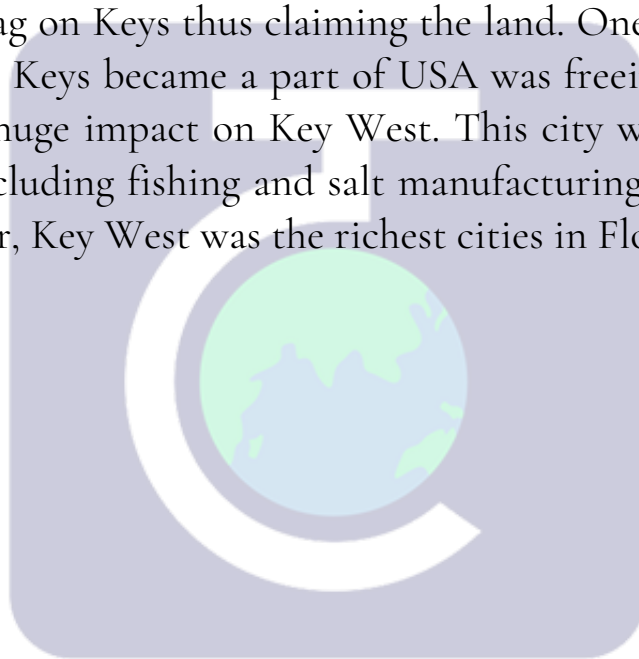 ag on Keys thus claiming the land. One
Keys became a part of USA was freei
huge impact on Key West. This city w
cluding fishing and salt manufacturing
r, Key West was the richest cities in Flo